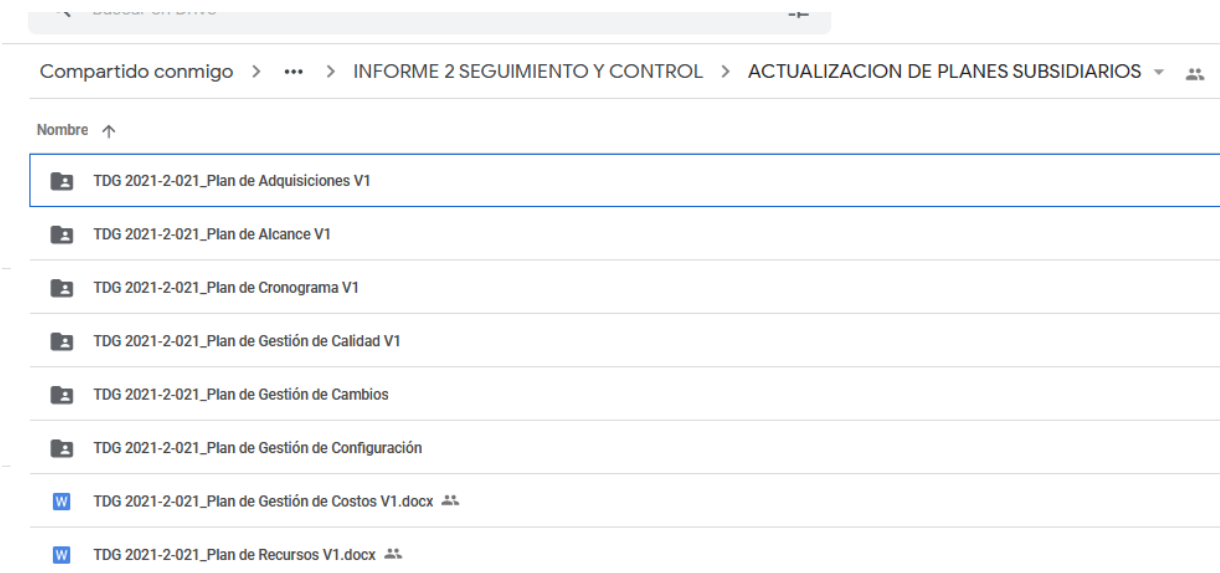 Buscar en Drive
Compartido conmigo > ••• > INFORME 2 SEGUIMIENTO Y CONTROL > ACTUALIZACION DE PLANES SUBSIDIARIOS
Nombre ↑
TDG 2021-2-021_Plan de Adquisiciones V1
TDG 2021-2-021_Plan de Alcance V1
TDG 2021-2-021_Plan de Cronograma V1
TDG 2021-2-021_Plan de Gestión de Calidad V1
TDG 2021-2-021_Plan de Gestión de Cambios
TDG 2021-2-021_Plan de Gestión de Configuración
W TDG 2021-2-021_Plan de Gestión de Costos V1.docx
W TDG 2021-2-021_Plan de Recursos V1.docx